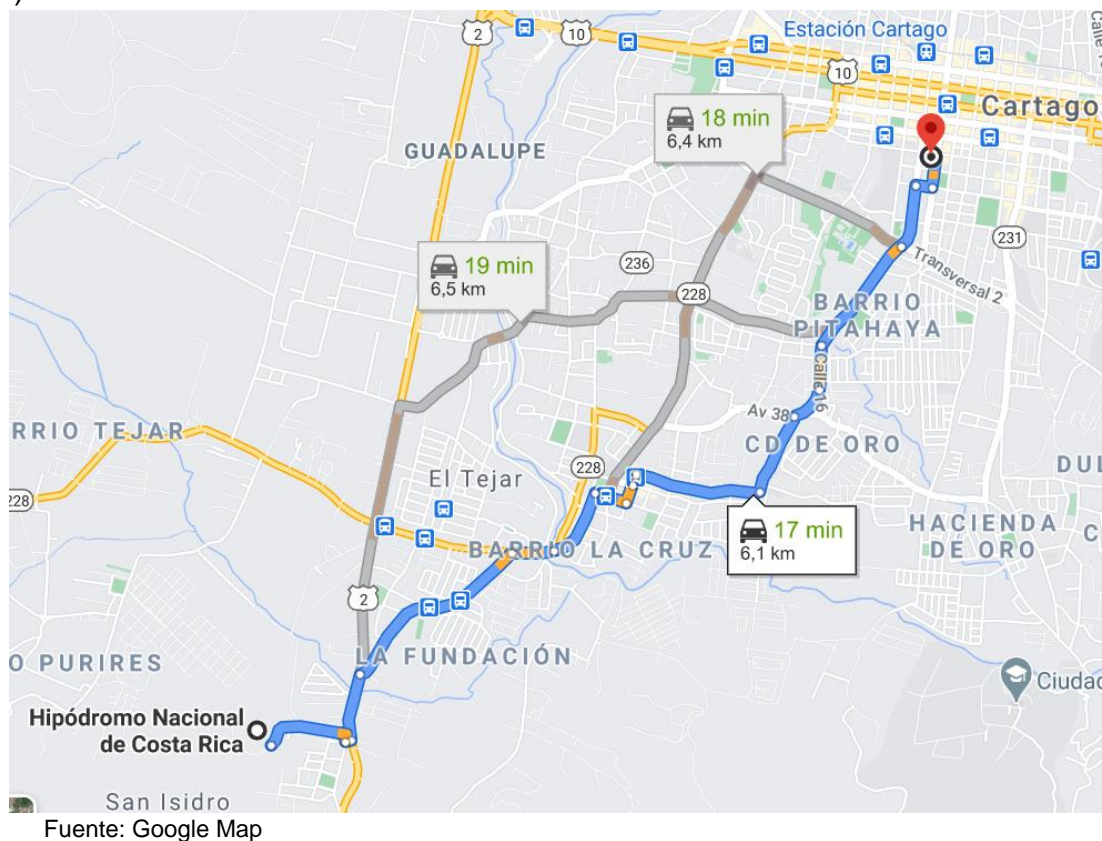 )
Estación Cartago
2
10
10
Cartago
18 min
6,4 km
GUADALUPE
19 min
6,5 km
236
228
231
Transversal 2
BARRIO
PITAHAYA
Calle 16
Av 38
CD DE ORO
RRIO TEJAR
El Tejar
228
228
DUL
17 min
6,1 km
HACIENDA
DE ORO
C
BARRIO LA CRUZ
2
LA FUNDACIÓN
O PURIRES
Ciudad
Hipódromo Nacional
de Costa Rica
San Isidro
Fuente: Google Map